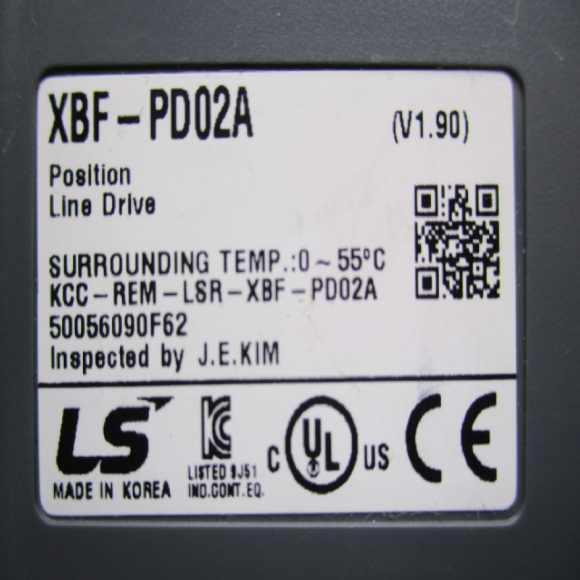 XBF-PD02A (V1.90)
Position
Line Drive
SURROUNDING TEMP.:0~55ºC
KCC-REM-LSR-XBF-PD02A
50056090F62
Inspected by J.E.KIM
LS
MADE IN KOREA
LISTED 9J51
IND.CONT.EQ.
C UL US
CE